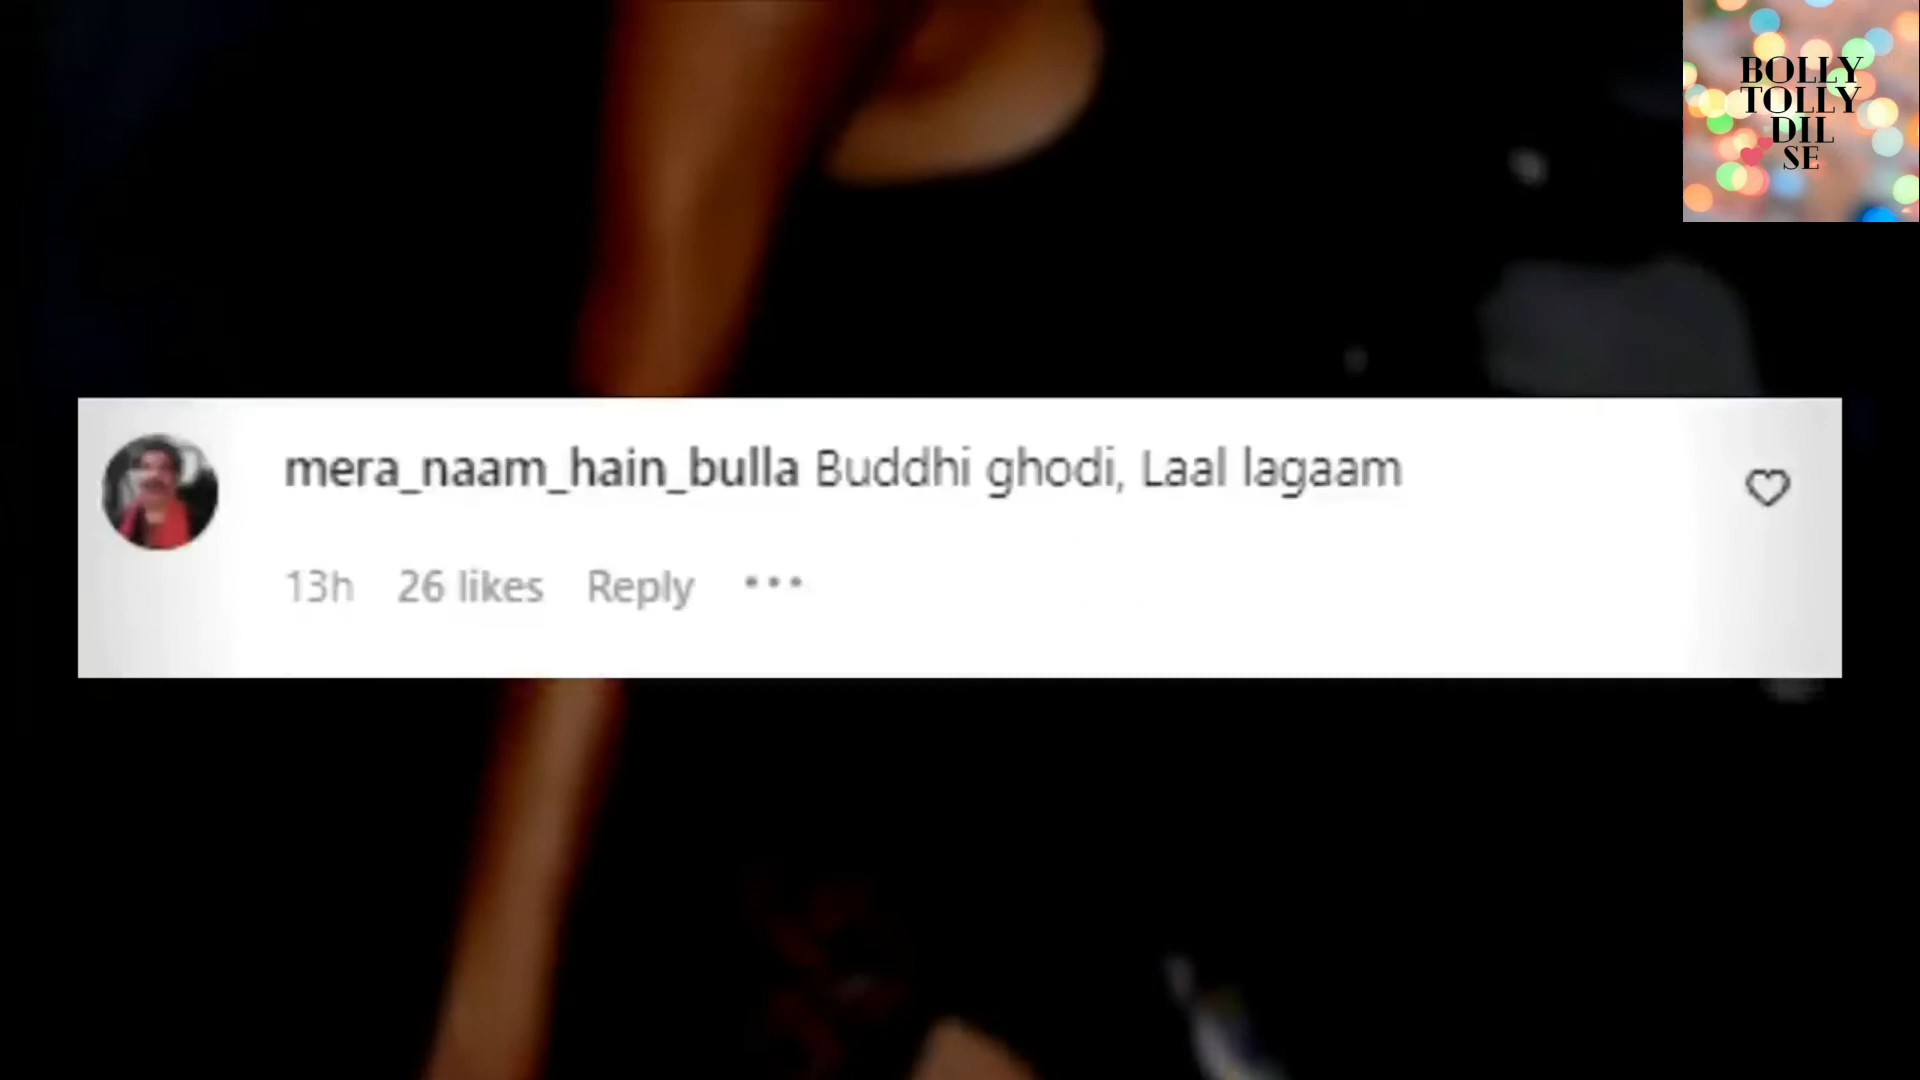 BOLLY
TOLLY
DIL
SE
mera_naam_hain_bulla Buddhi ghodi, Laal lagaam
13h 26 likes Reply •••